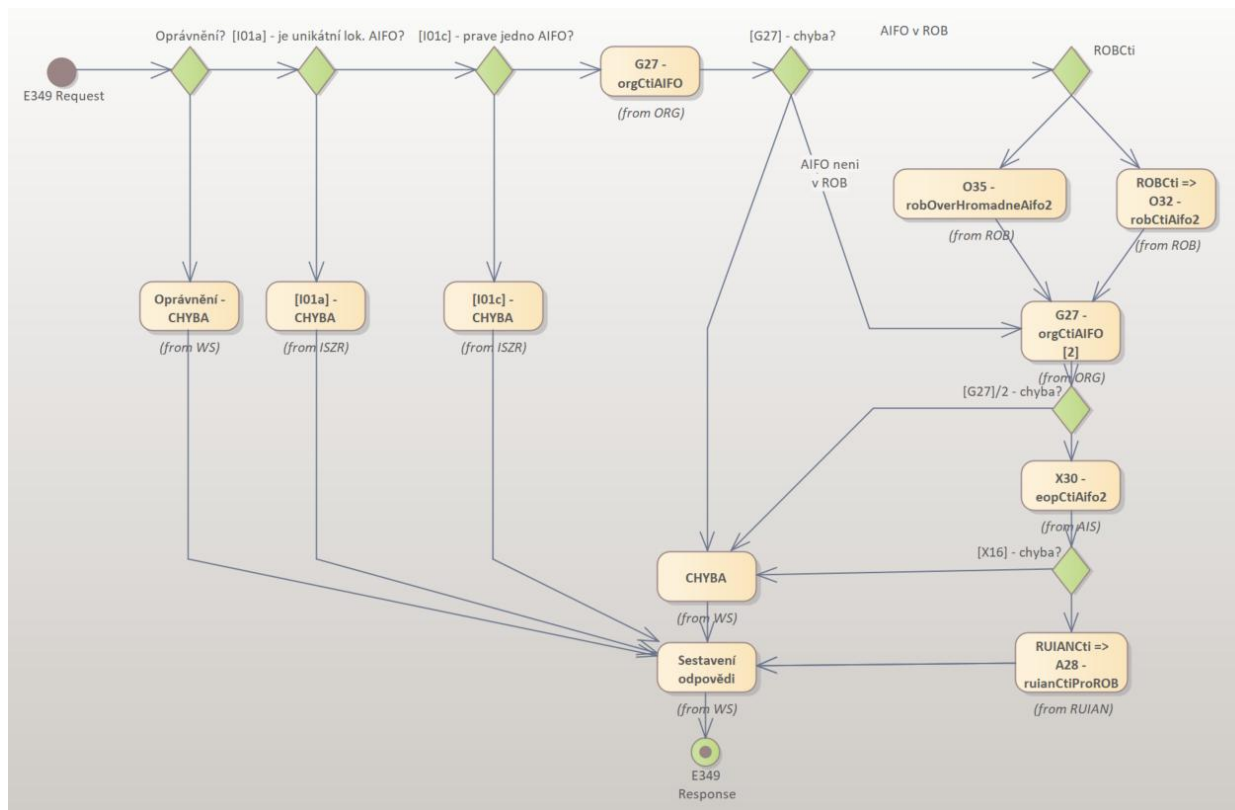 Oprávnění?
[I01a] - je unikátní lok. AIFO?
[I01c] - prave jedno AIFO?
[G27] - chyba?
AIFO v ROB
ROBCti
E349 Request
G27 -
orgCtiAIFO
(from ORG)
AIFO neni
v ROB
O35 -
robOverHromadneAifo2
(from ROB)
ROBCti =>
O32 -
robCtiAifo2
(from ROB)
Oprávnění -
CHYBA
(from WS)
[I01a] -
CHYBA
(from ISZR)
[I01c] -
CHYBA
(from ISZR)
G27 -
orgCtiAIFO
[2]
(from ORG)
[G27]/2 - chyba?
X30 -
eopCtiAifo2
(from AIS)
[X16] - chyba?
CHYBA
(from WS)
RUIANCti =>
A28 -
ruianCtiProROB
(from RUIAN)
Sestavení
odpovědi
(from WS)
E349
Response